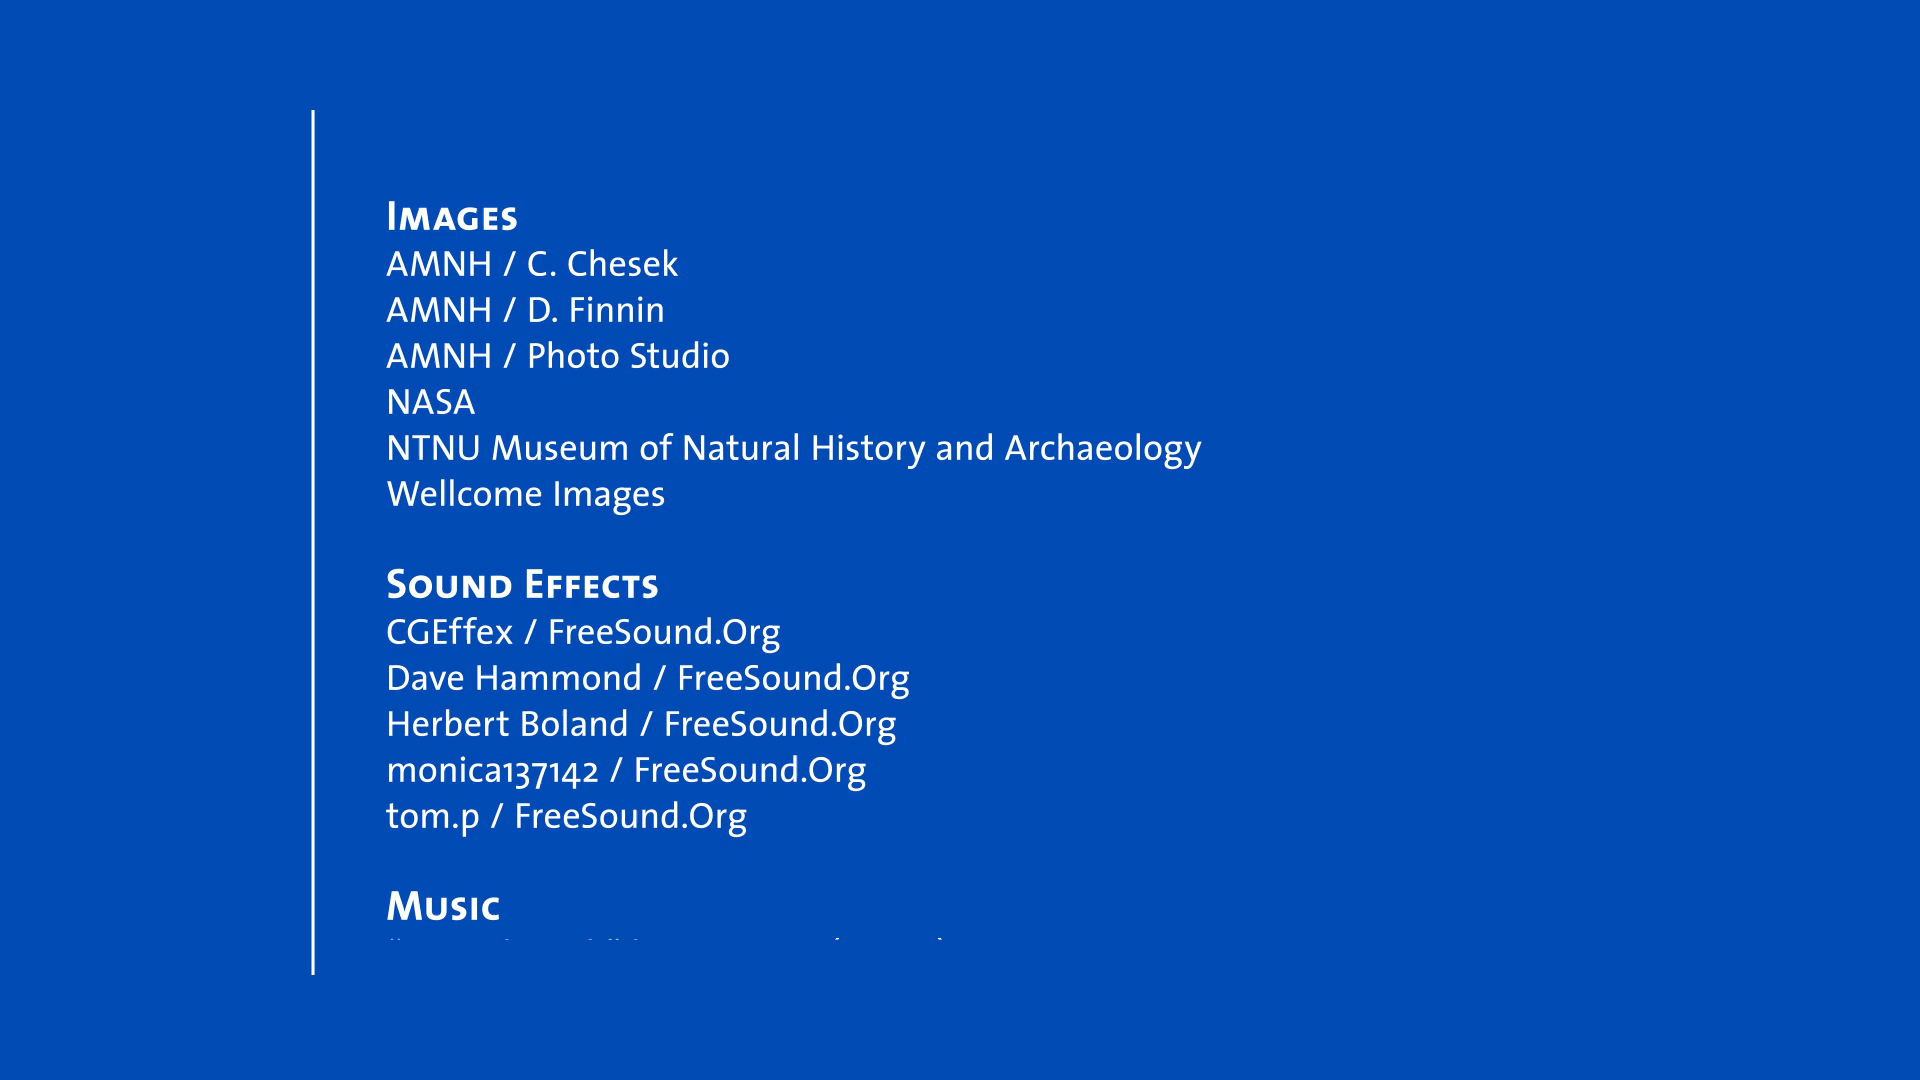 Images
AMNH / C. Chesek
AMNH / D. Finnin
AMNH / Photo Studio
NASA
NTNU Museum of Natural History and Archaeology
Wellcome Images
Sound Effects
CGEffex / FreeSound.Org
Dave Hammond / FreeSound.Org
Herbert Boland / FreeSound.Org
monica137142 / FreeSound.Org
tom.p / FreeSound.Org
Music